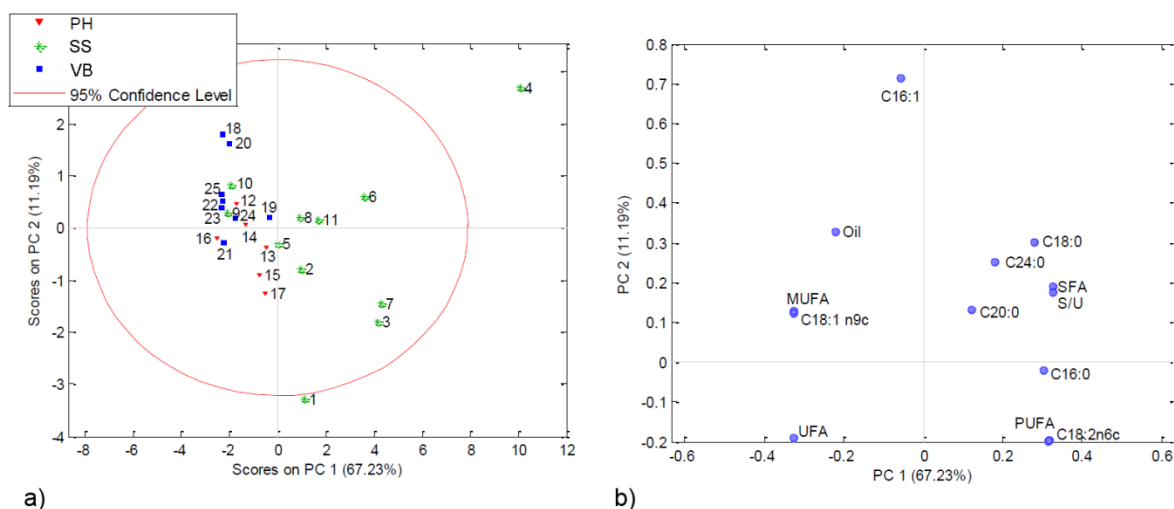 PH
SS
VB
95% Confidence Level
Scores on PC 2 (11.19%)
2
1
0
-1
-2
-3
-4
-8
-6
-4
-2
0
2
4
6
8
10
12
Scores on PC 1 (67.23%)
4
18
20
10
6
25
12
22
19
23
9
24
8
11
16
14
21
13
5
15
2
17
7
3
1
a)
PC 2 (11.19%)
0.8
0.7
0.6
0.5
0.4
0.3
0.2
0.1
0
-0.1
-0.2
-0.6
-0.4
-0.2
0
0.2
0.4
0.6
PC 1 (67.23%)
C16:1
Oil
C18:0
C24:0
SFA
S/U
MUFA
C18:1 n9c
C20:0
C16:0
UFA
PUFA
C18:2n6c
b)